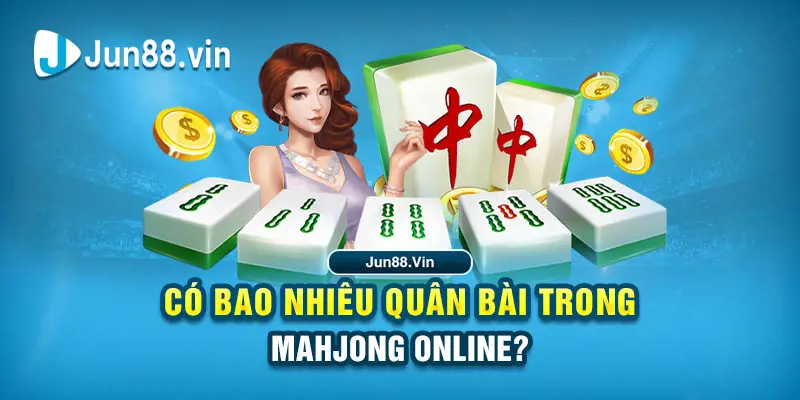 Jun88.vin
中
中
Jun88.Vin
CÓ BAO NHIÊU QUÂN BÀI TRONG
MAHJONG ONLINE?